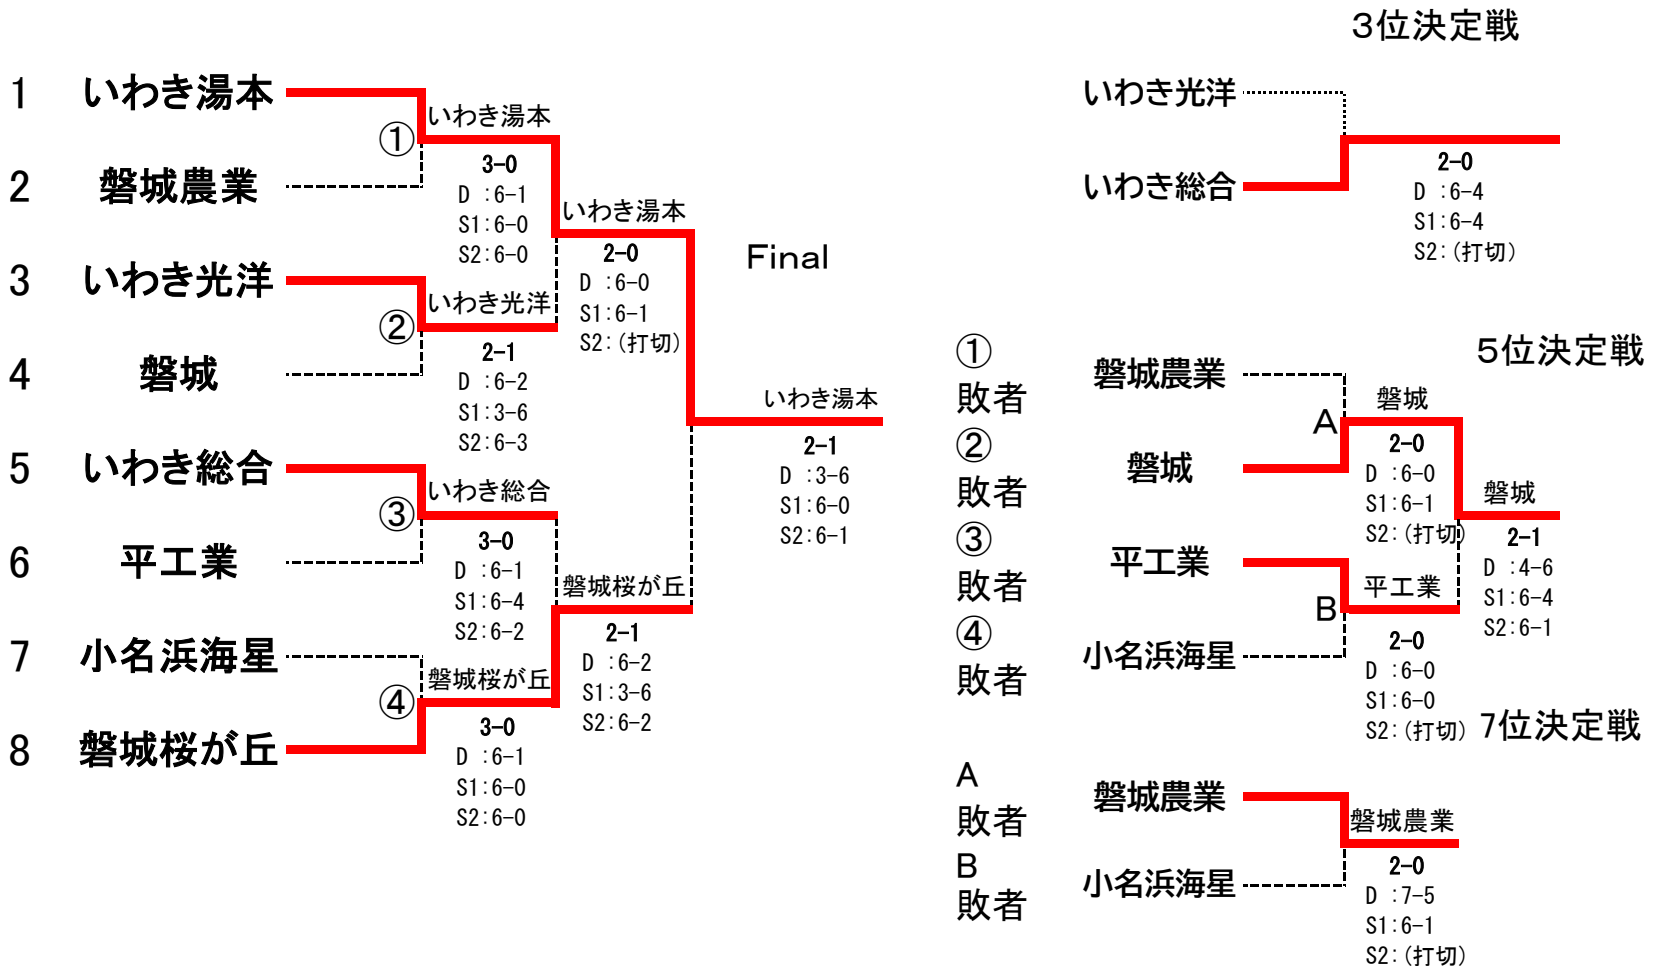 1 いわき湯本
2 磐城農業
3 いわき光洋
4 磐城
5 いわき総合
6 平工業
7 小名浜海星
8 磐城桜が丘
①
いわき湯本
3-0
D :6-1
S1:6-0
S2:6-0
②
いわき光洋
2-1
D :6-2
S1:3-6
S2:6-3
③
いわき総合
3-0
D :6-1
S1:6-4
S2:6-2
④
磐城桜が丘
3-0
D :6-1
S1:6-0
S2:6-0
いわき湯本
2-0
D :6-0
S1:6-1
S2:(打切)
磐城桜が丘
2-1
D :6-2
S1:3-6
S2:6-2
Final
いわき湯本
2-1
D :3-6
S1:6-0
S2:6-1
3位決定戦
いわき光洋
いわき総合
2-0
D :6-4
S1:6-4
S2:(打切)
5位決定戦
①
敗者
磐城農業
②
敗者
磐城
③
敗者
平工業
④
敗者
小名浜海星
A
磐城
2-0
D :6-0
S1:6-1
S2:(打切)
B
平工業
2-0
D :6-0
S1:6-0
S2:(打切)
磐城
2-1
D :4-6
S1:6-4
S2:6-1
7位決定戦
A
敗者
磐城農業
B
敗者
小名浜海星
磐城農業
2-0
D :7-5
S1:6-1
S2:(打切)